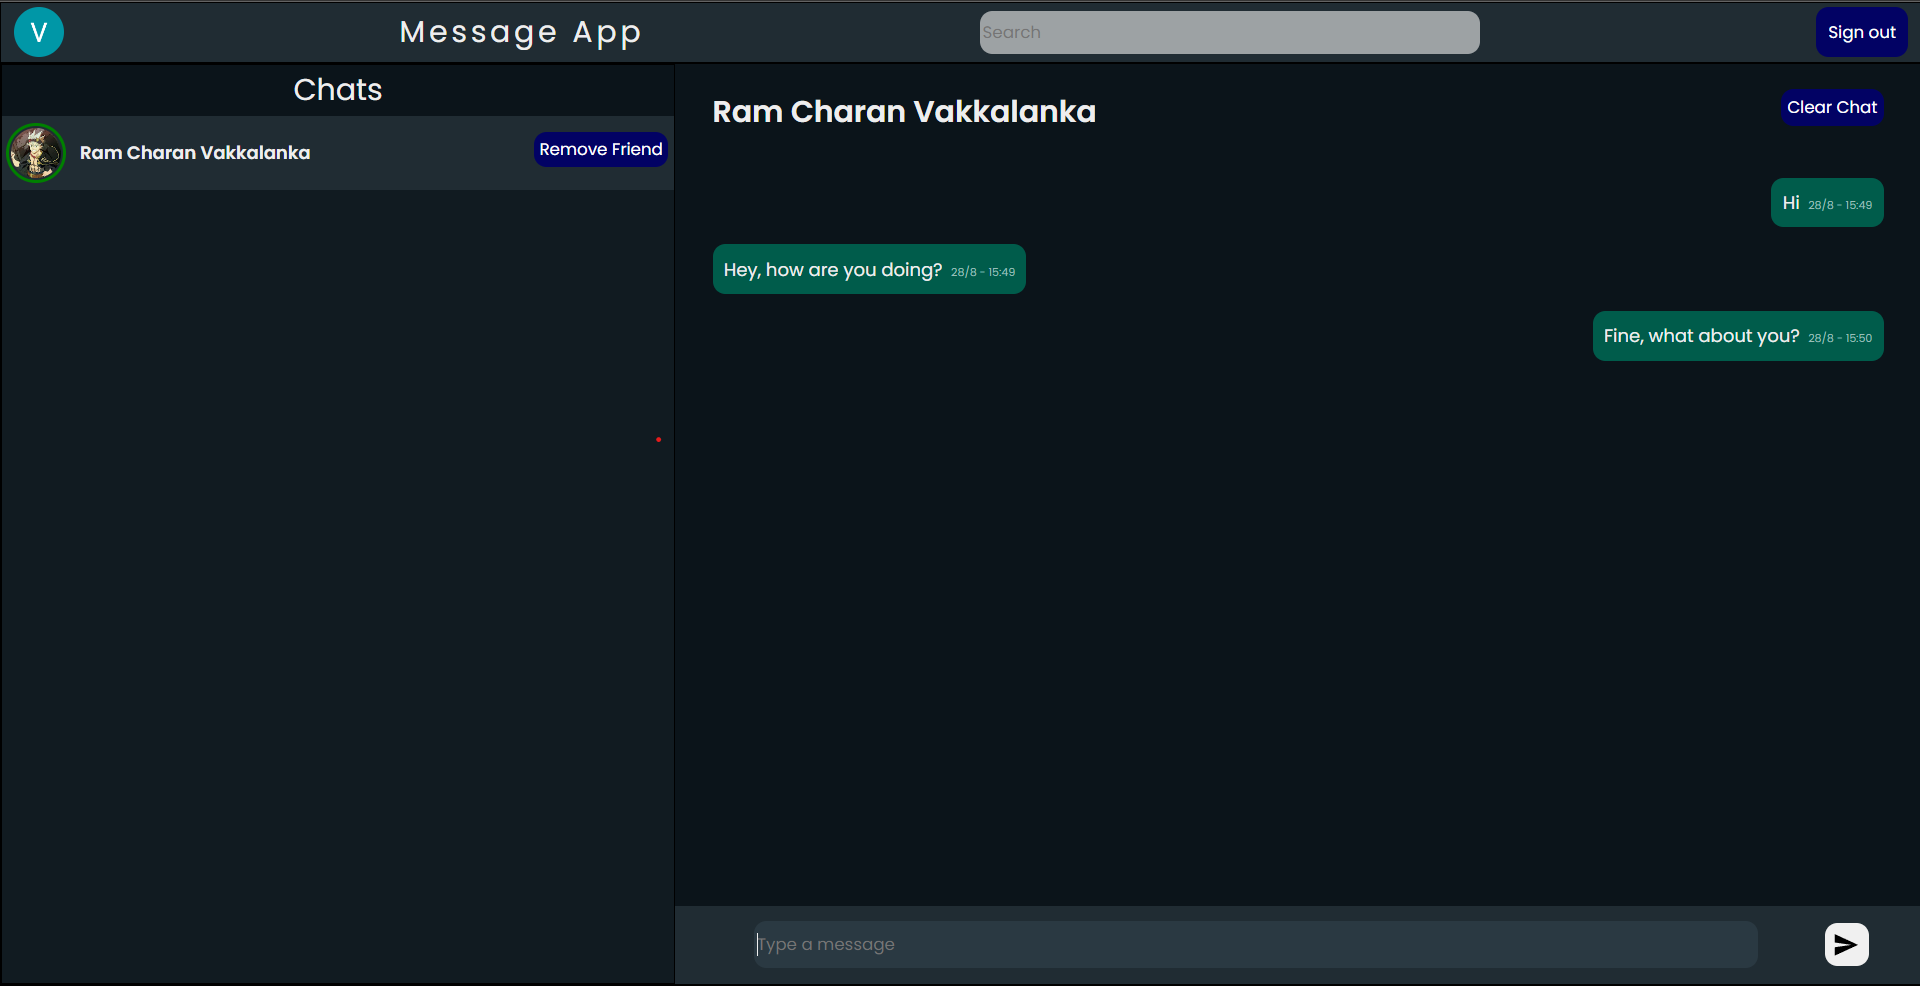 V
Message App
Search
Sign out
Chats
Ram Charan Vakkalanka
Remove Friend
Ram Charan Vakkalanka
Clear Chat
Hi 28/8 - 15:49
Hey, how are you doing? 28/8 - 15:49
Fine, what about you? 28/8 - 15:50
Type a message